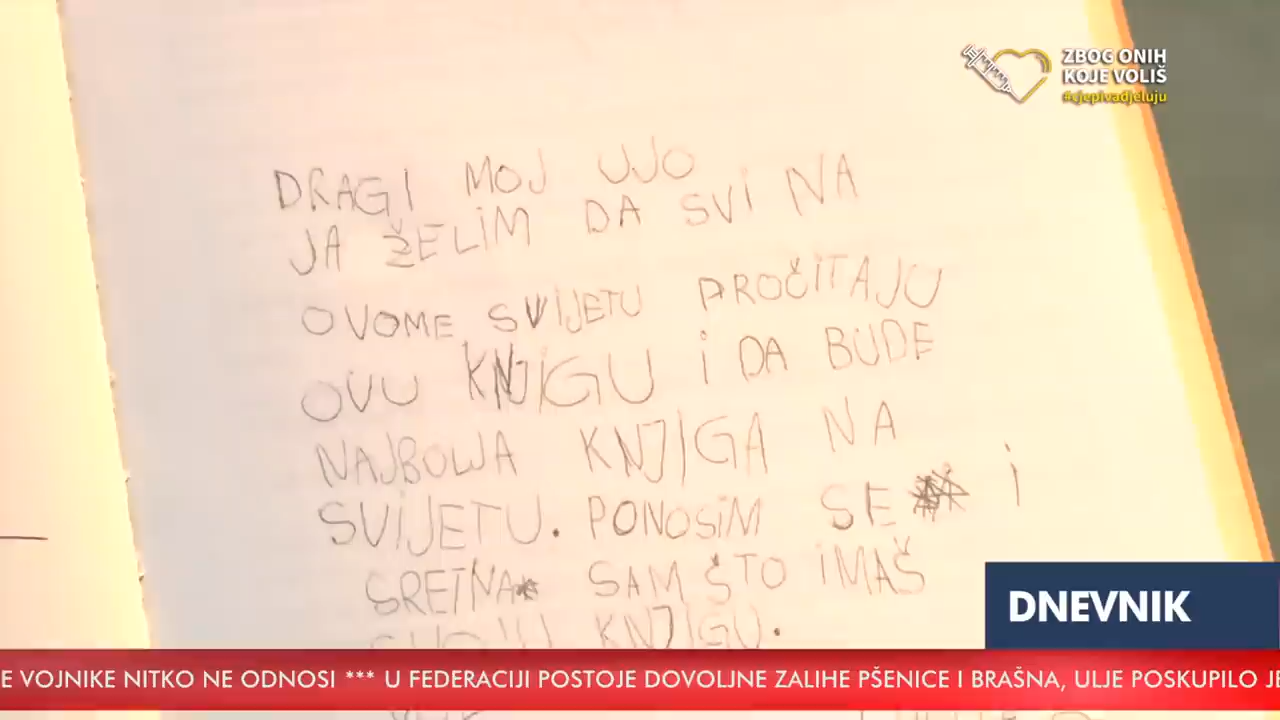 ZBOG ONIH
KOJE VOLIŠ
#cjepivadjeluju
DRAGI MOJ UJO
JA ŽELIM DA SVI NA
OVOME SVIJETU PROČITAJU
OVU KNJIGU I DA BUDE
NAJBOLJA KNJIGA NA
SVIJETU. PONOSIM SE I
SRETNA SAM ŠTO IMAŠ
SVOJU KNJIGU.
DNEVNIK
E VOJNIKE NITKO NE ODNOSI *** U FEDERACIJI POSTOJE DOVOLJNE ZALIHE PŠENICE I BRAŠNA, ULJE POSKUPILO JE